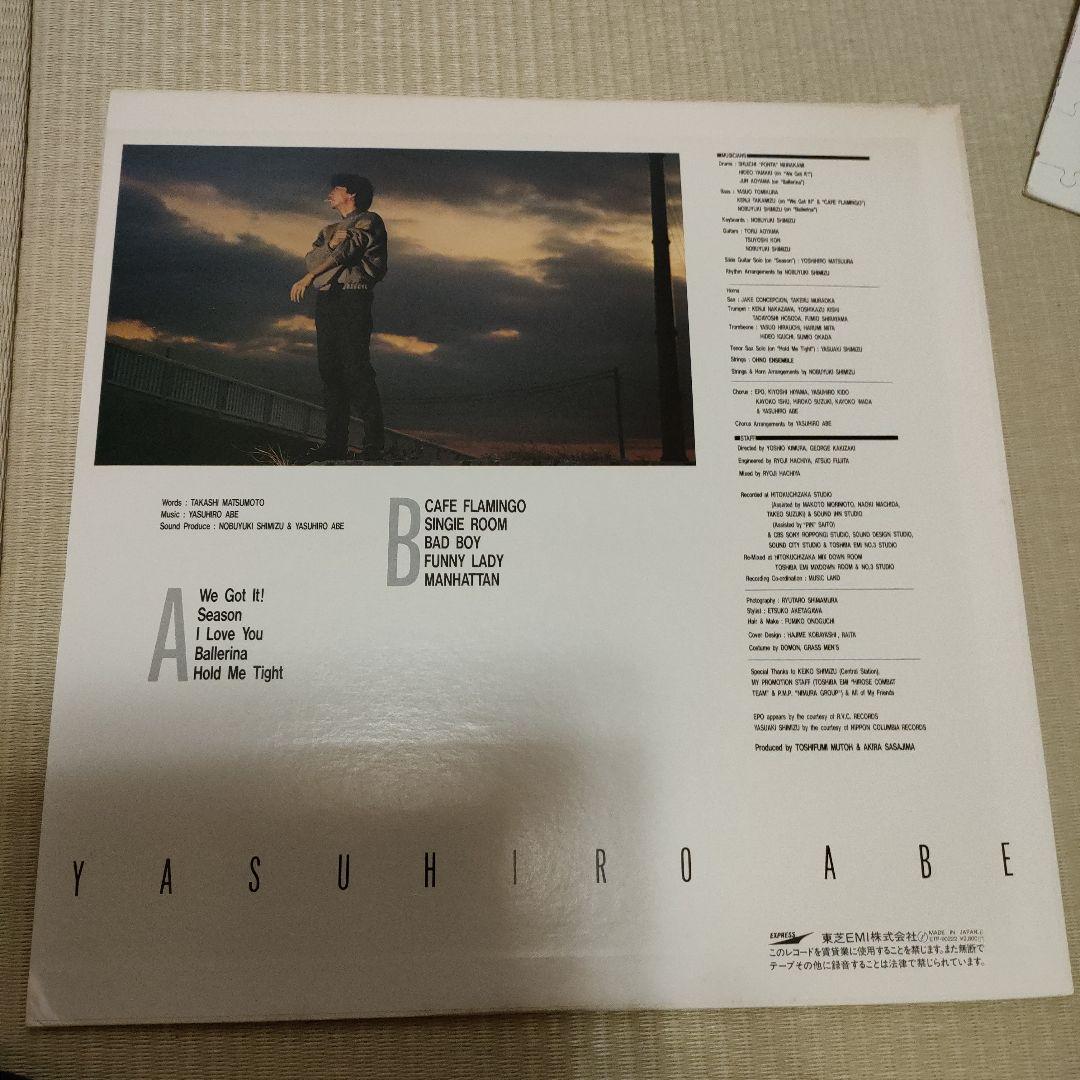 Words : TAKASHI MATSUMOTO
Music : YASUHIRO ABE
Sound Produce : NOBUYUKI SHIMIZU & YASUHIRO ABE
A
We Got It!
Season
I Love You
Ballerina
Hold Me Tight
B
CAFE FLAMINGO
SINGIE ROOM
BAD BOY
FUNNY LADY
MANHATTAN
MUSICIANS
Drums : SHUICHI "PONTA" MURAKAMI
HIDEO YAMAKI (on "We Got It!")
JUN AOYAMA (on "Ballerina")
Bass : YASUO TOMIKURA
KENJI TAKAMIZU (on "We Got It!" & "CAFE FLAMINGO")
NOBUYUKI SHIMIZU (on "Ballerina")
Keyboards : NOBUYUKI SHIMIZU
Guitars : TORU AOYAMA
TSUYOSHI KON
NOBUYUKI SHIMIZU
Slide Guitar Solo (on "Season") : YOSHIHIRO MATSUURA
Rhythm Arrangements by NOBUYUKI SHIMIZU
Horns
Sax : JAKE CONCEPCION, TAKERU MURAOKA
Trumpet : KENJI NAKAZAWA, YOSHIKAZU KISHI
TADAYOSHI HOSODA, FUMIO SHIRAYAMA
Trombone : YASUO HIRAUCHI, HARUMI MITA
HIDEO IGUCHI, SUMIO OKADA
Tenor Sax Solo (on "Hold Me Tight") : YASUAKI SHIMIZU
Strings : OHNO ENSEMBLE
Strings & Horn Arrangements by NOBUYUKI SHIMIZU
Chorus : EPO, KIYOSHI HIYAMA, YASUHIRO KIDO
KAYOKO ISHU, HIROKO SUZUKI, KAYOKO WADA
& YASUHIRO ABE
Chorus Arrangements by YASUHIRO ABE
STAFF
Directed by YOSHIO KIMURA, GEORGE KAKIZAKI
Engineered by RYOJI HACHIYA, ATSUO FUJITA
Mixed by RYOJI HACHIYA
Recorded at HITOKUCHIZAKA STUDIO
(Assisted by MAKOTO MORIMOTO, NAOKI MACHIDA,
TAKEO SUZUKI) & SOUND INN STUDIO
(Assisted by "PIN" SAITO)
& CBS SONY ROPPONGI STUDIO, SOUND DESIGN STUDIO,
SOUND CITY STUDIO & TOSHIBA EMI NO.3 STUDIO
Re-Mixed at HITOKUCHIZAKA MIX DOWN ROOM
TOSHIBA EMI MIXDOWN ROOM & NO.3 STUDIO
Recording Co-ordination : MUSIC LAND
Photography : RYUTARO SHIMAMURA
Stylist : ETSUKO AKETAGAWA
Hair & Make : FUMIKO ONOGUCHI
Cover Design : HAJIME KOBAYASHI, RAITA
Costume by DOMON, GRASS MEN'S
Special Thanks to KEIKO SHIMIZU (Central Station),
MY PROMOTION STAFF (TOSHIBA EMI "HIROSE COMBAT
TEAM" & P.M.P. "NIMURA GROUP") & All of My Friends
EPO appears by the courtesy of R.V.C. RECORDS
YASUAKI SHIMIZU by the courtesy of NIPPON COLUMBIA RECORDS
Produced by TOSHIFUMI MUTOH & AKIRA SASAJIMA
YASUHIRO ABE
EXPRESS 東芝EMI株式会社 MADE IN JAPAN
ETP-90222 ¥2,800
このレコードを賃貸業に使用することを禁じます。また無断で
テープその他に録音することは法律で禁じられています。